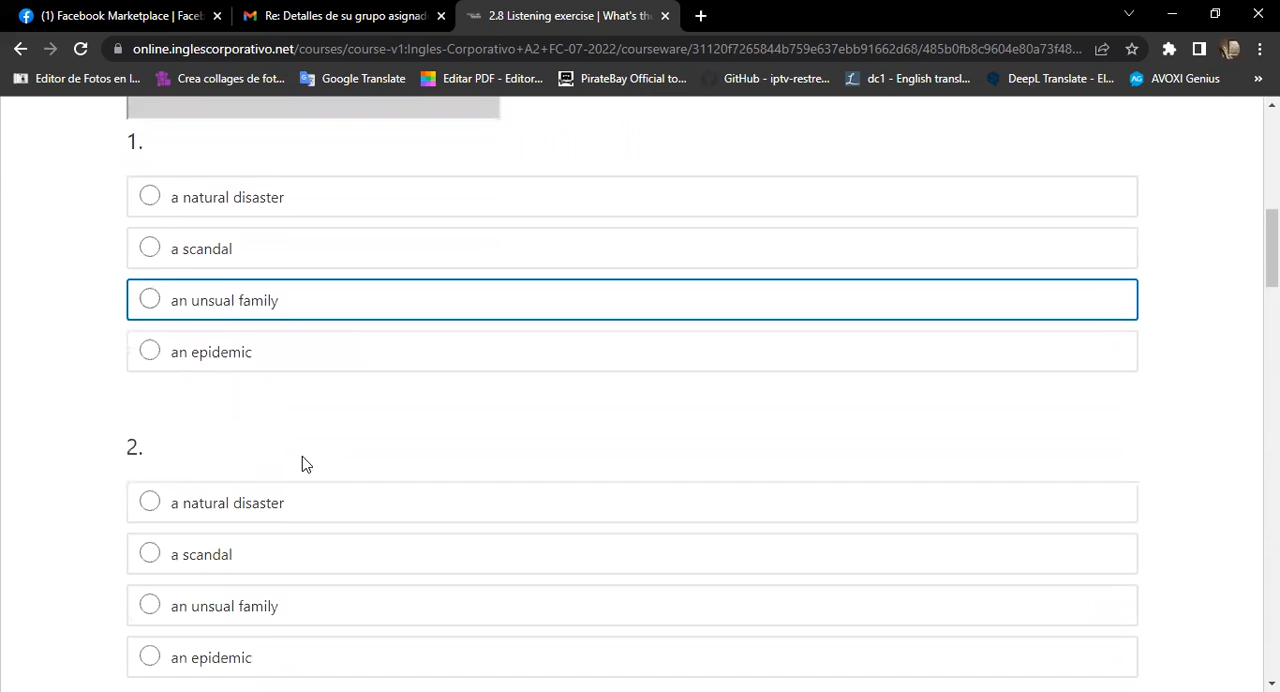 (1) Facebook Marketplace | Faceb
Re: Detalles de su grupo asignad
2.8 Listening exercise | What's the
online.inglescorporativo.net/courses/course-v1:Ingles-Corporativo+A2+FC-07-2022/courseware/31120f7265844b759e637ebb91662d68/485b0fb8c9604e80a73f48...
Editor de Fotos en l...
Crea collages de fot...
Google Translate
Editar PDF - Editor...
PirateBay Official to...
GitHub - iptv-restre...
dc1 - English transl...
DeepL Translate - El...
AVOXI Genius
»
1.
a natural disaster
a scandal
an unsual family
an epidemic
2.
a natural disaster
a scandal
an unsual family
an epidemic